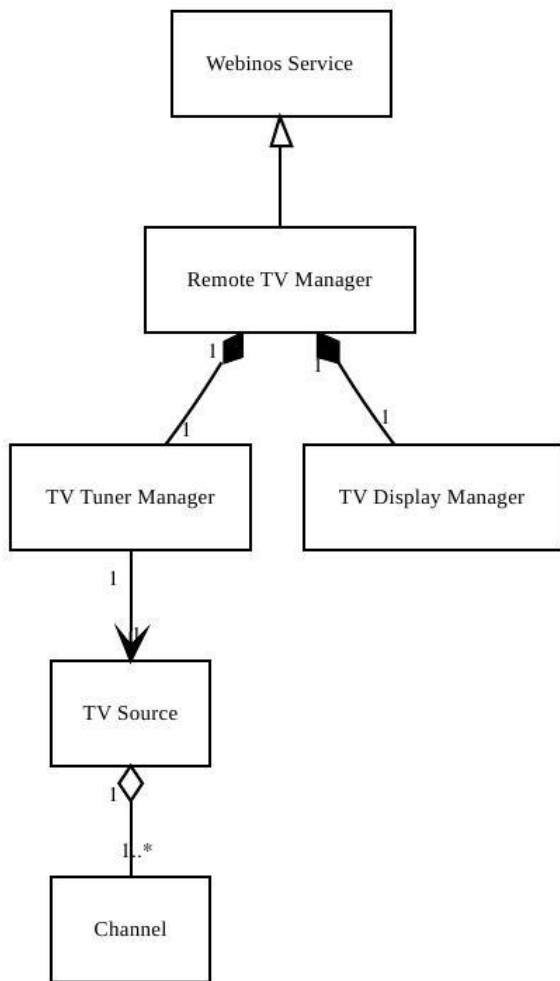 Webinos Service
Remote TV Manager
1
1
1
1
TV Tuner Manager
TV Display Manager
1
1
TV Source
1
1..*
Channel